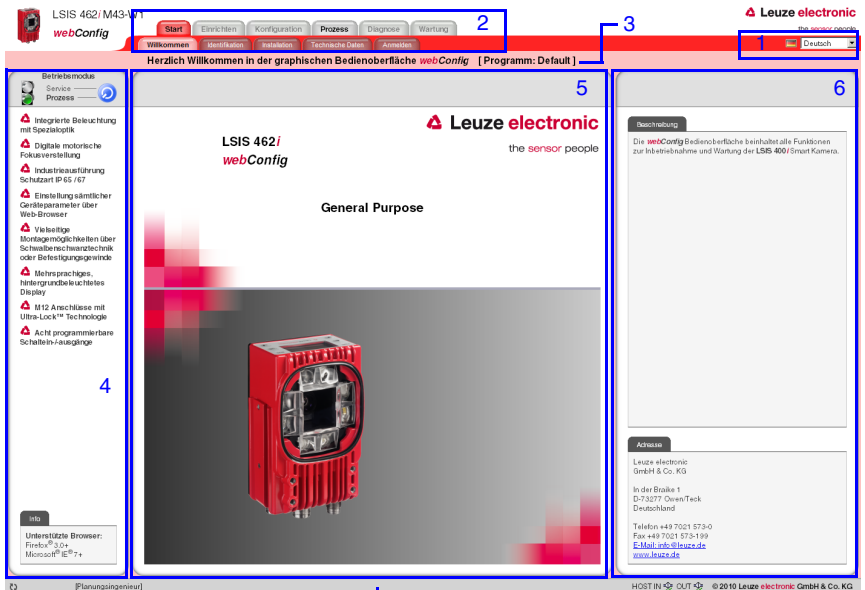 LSIS 462i M43-W1
webConfig
Start Einrichten Konfiguration Prozess Diagnose Wartung
2
3
Leuze electronic
the sensor people
Willkommen Identifikation Installation Technische Daten Anmelden
1
Deutsch
Herzlich Willkommen in der graphischen Bedienoberfläche webConfig [ Programm: Default ]
Betriebsmodus
Service
Prozess
Integrierte Beleuchtung
mit Spezialoptik
Digitale motorische
Fokusverstellung
Industrieausführung
Schutzart IP 65 /67
Einstellung sämtlicher
Geräteparameter über
Web-Browser
Vielseitige
Montagemöglichkeiten über
Schwalbenschwanztechnik
oder Befestigungsgewinde
Mehrsprachiges,
hintergrundbeleuchtetes
Display
M12 Anschlüsse mit
Ultra-Lock™ Technologie
Acht programmierbare
Schaltein-/-ausgänge
4
Info
Unterstützte Browser:
Firefox® 3.0+
Microsoft® IE® 7+
5
Leuze electronic
the sensor people
LSIS 462i
webConfig
General Purpose
6
Beschreibung
Die webConfig Bedienoberfläche beinhaltet alle Funktionen
zur Inbetriebnahme und Wartung der LSIS 400i Smart Kamera.
Adresse
Leuze electronic
GmbH & Co. KG
In der Braike 1
D-73277 Owen/Teck
Deutschland
Telefon +49 7021 573-0
Fax +49 7021 573-199
E-Mail: info@leuze.de
www.leuze.de
[Planungsingenieur]
HOST IN OUT © 2010 Leuze electronic GmbH & Co. KG